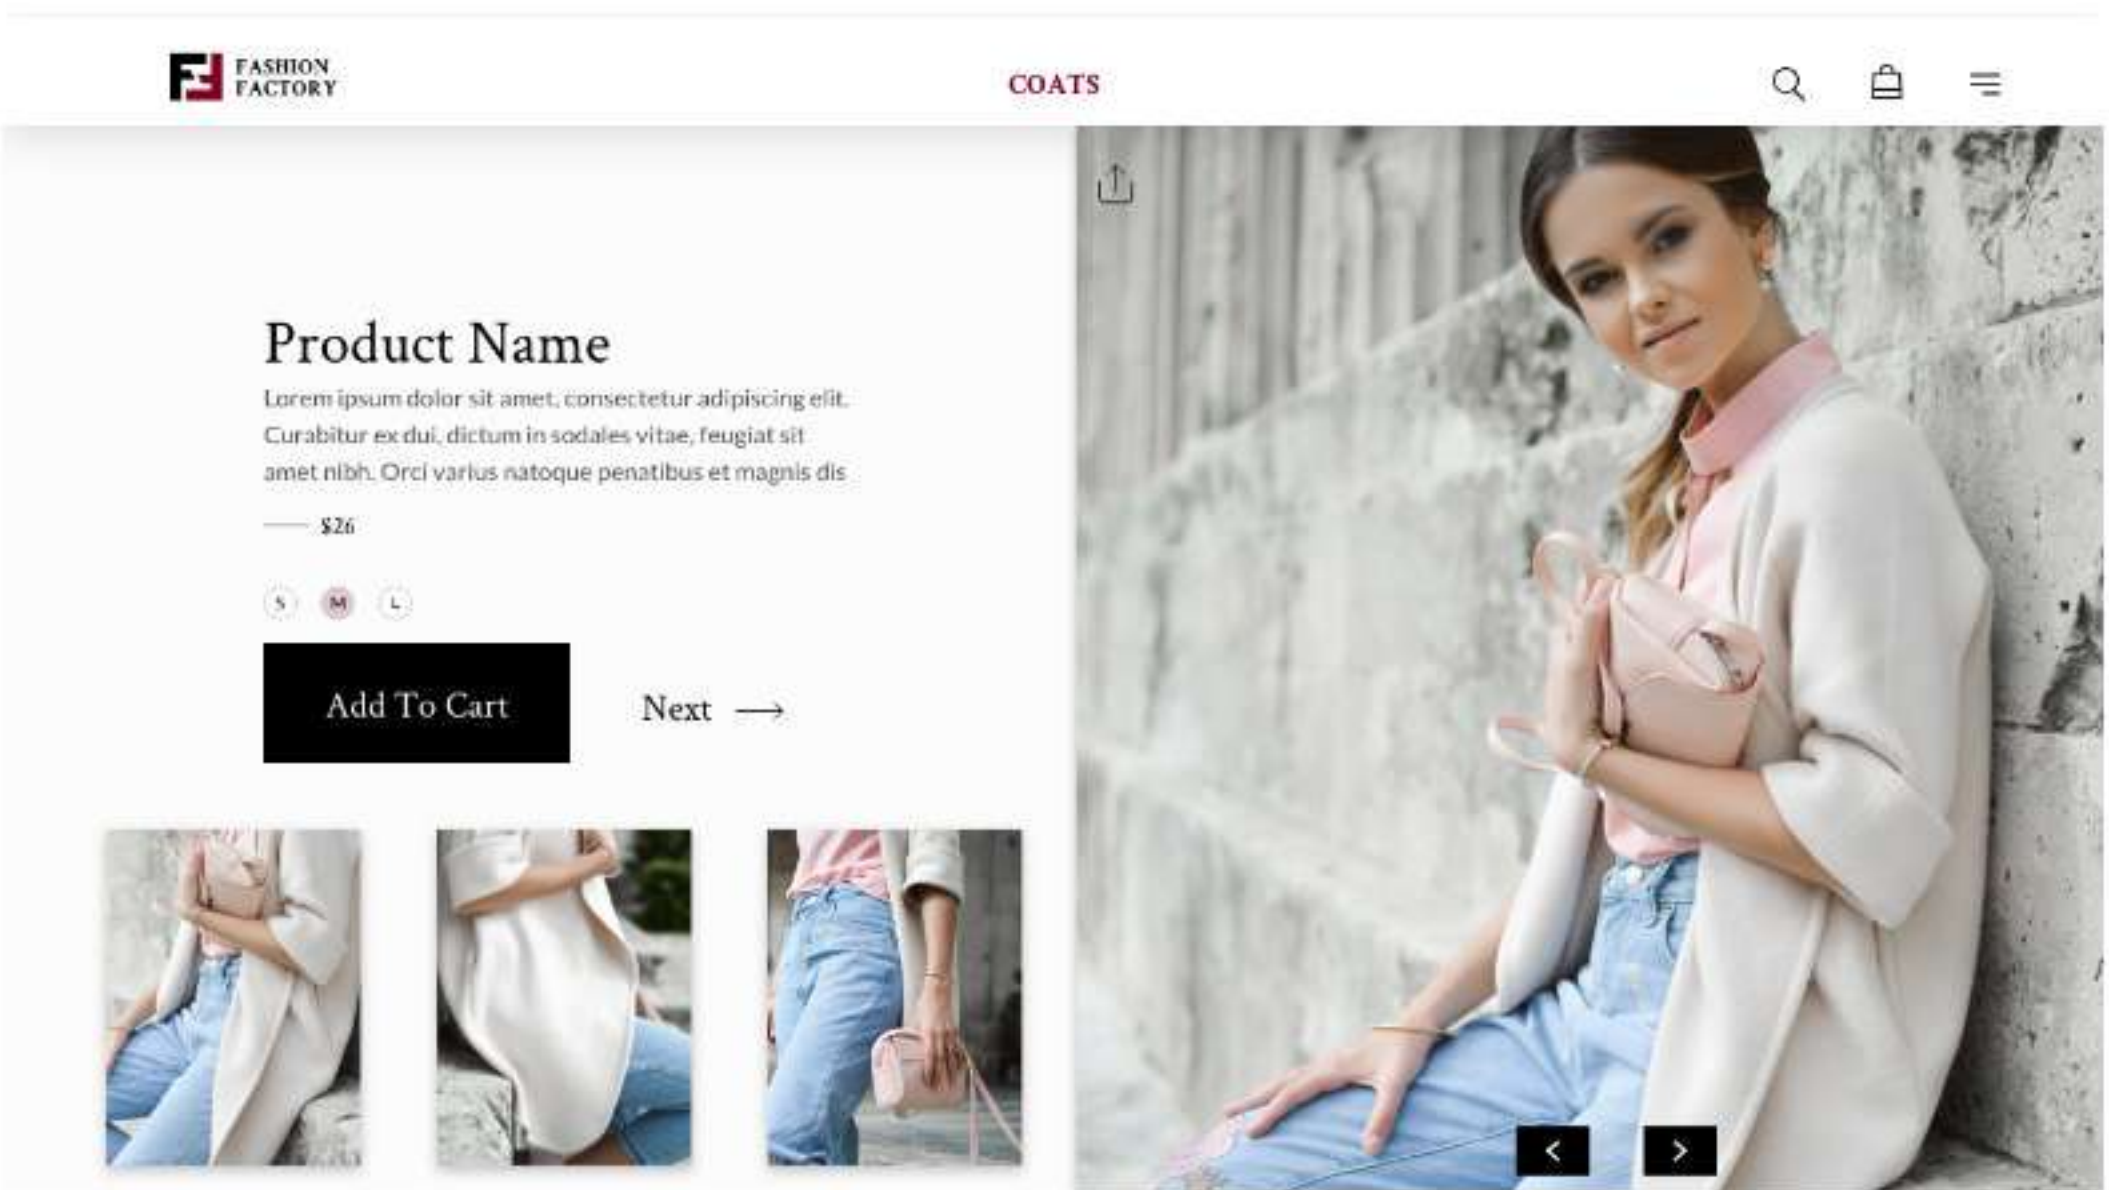 FASHION
FACTORY
COATS
Product Name
Lorem ipsum dolor sit amet, consectetur adipiscing elit.
Curabitur ex dui, dictum in sodales vitae, feugiat sit
amet nibh. Orci varius natoque penatibus et magnis dis
$26
S M L
Add To Cart
Next